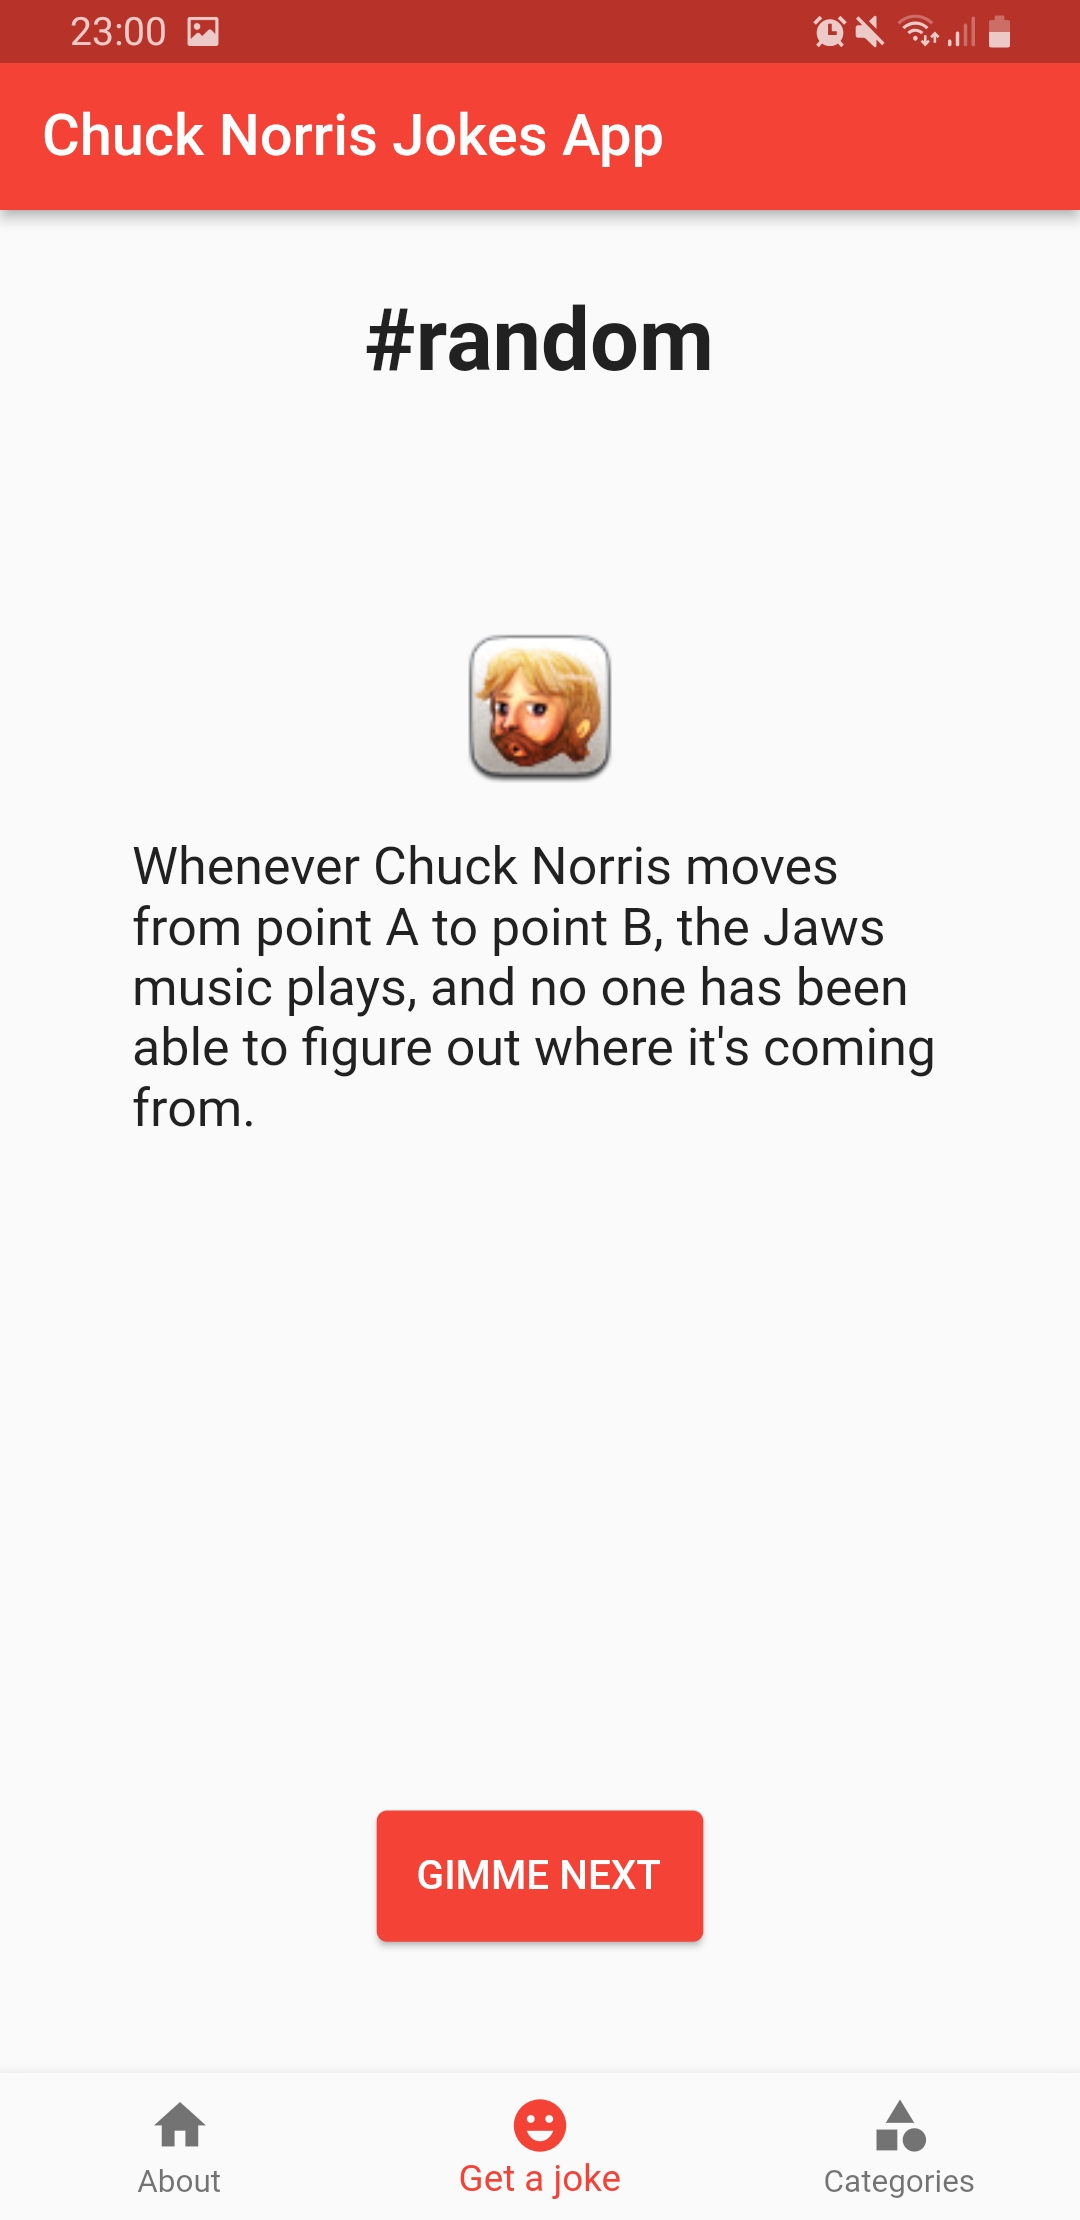 23:00
Chuck Norris Jokes App
#random
Whenever Chuck Norris moves
from point A to point B, the Jaws
music plays, and no one has been
able to figure out where it's coming
from.
GIMME NEXT
About
Get a joke
Categories